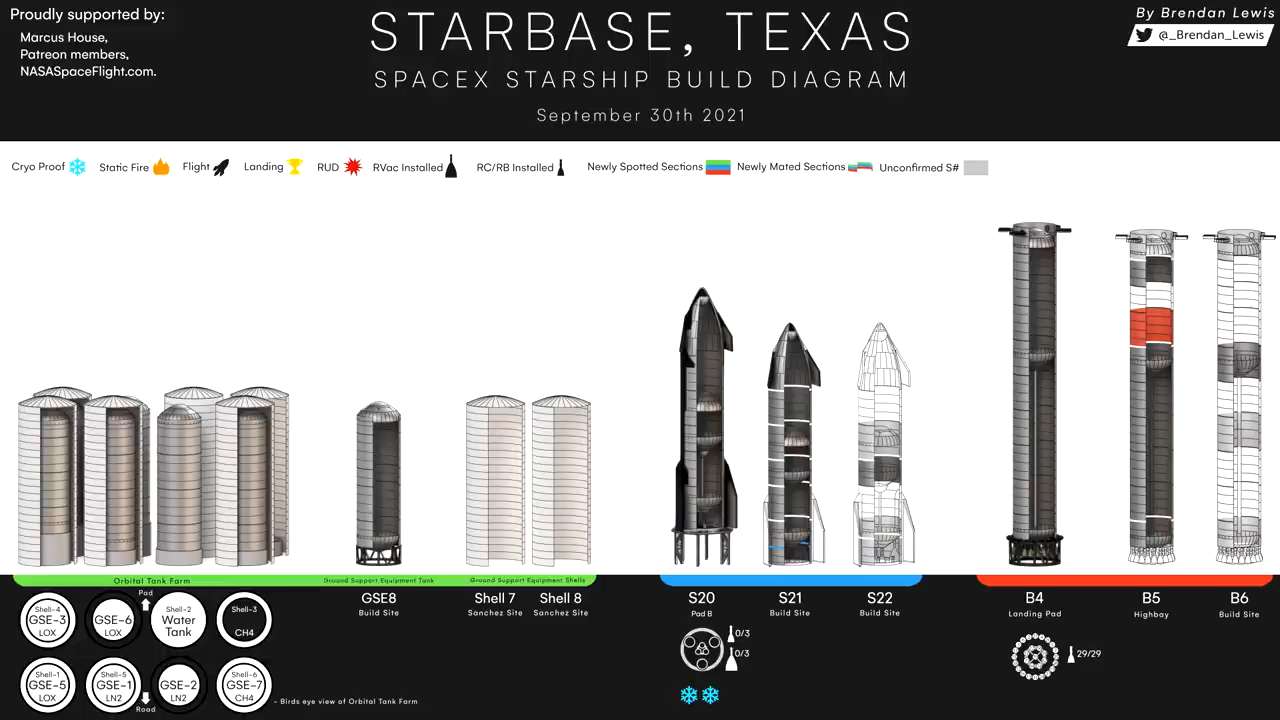 Proudly supported by:
Marcus House,
Patreon members,
NASASpaceFlight.com.
STARBASE, TEXAS
SPACEX STARSHIP BUILD DIAGRAM
September 30th 2021
By Brendan Lewis
@_Brendan_Lewis
Cryo Proof
Static Fire
Flight
Landing
RUD
RVac Installed
RC/RB Installed
Newly Spotted Sections
Newly Mated Sections
Unconfirmed S#
Orbital Tank Farm
Ground Support Equipment Tank
Ground Support Equipment Shells
GSE8
Build Site
Shell 7
Sanchez Site
Shell 8
Sanchez Site
S20
Pad B
S21
Build Site
S22
Build Site
B4
Landing Pad
B5
Highbay
B6
Build Site
Pad
Shell-4
GSE-3
LOX
GSE-6
LOX
Shell-2
Water
Tank
Shell-3
CH4
0/3
0/3
29/29
Shell-1
GSE-5
LOX
Shell-5
GSE-1
LN2
GSE-2
LN2
Shell-6
GSE-7
CH4
Road
- Birds eye view of Orbital Tank Farm